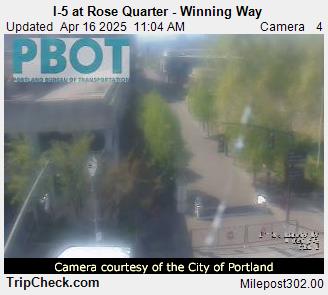 I-5 at Rose Quarter - Winning Way
Updated Apr 16 2025 11:04 AM Camera 4
PBOT
PORTLAND BUREAU OF TRANSPORTATION
Camera courtesy of the City of Portland
TripCheck.com Milepost302.00